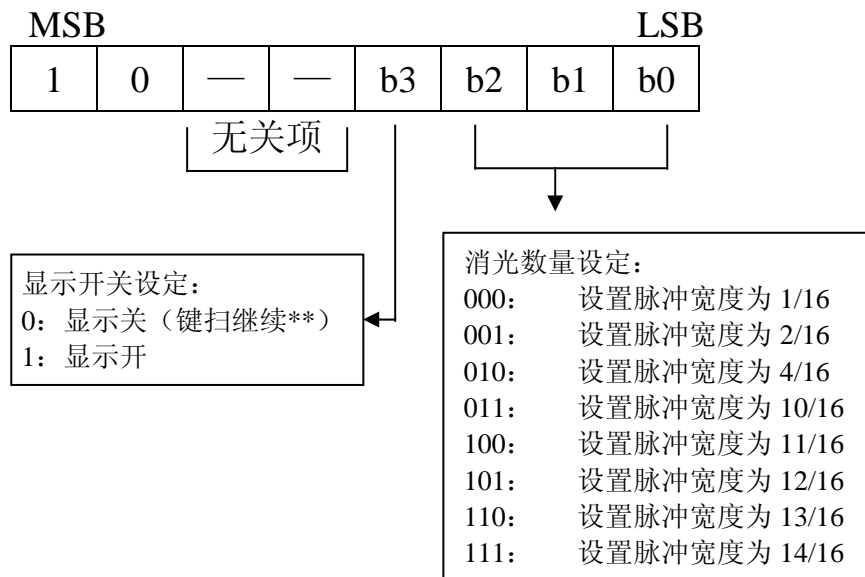 MSB LSB
1 0 — — b3 b2 b1 b0
无关项
显示开关设定：
0：显示关（键扫继续**）
1：显示开
消光数量设定：
000： 设置脉冲宽度为 1/16
001： 设置脉冲宽度为 2/16
010： 设置脉冲宽度为 4/16
011： 设置脉冲宽度为 10/16
100： 设置脉冲宽度为 11/16
101： 设置脉冲宽度为 12/16
110： 设置脉冲宽度为 13/16
111： 设置脉冲宽度为 14/16